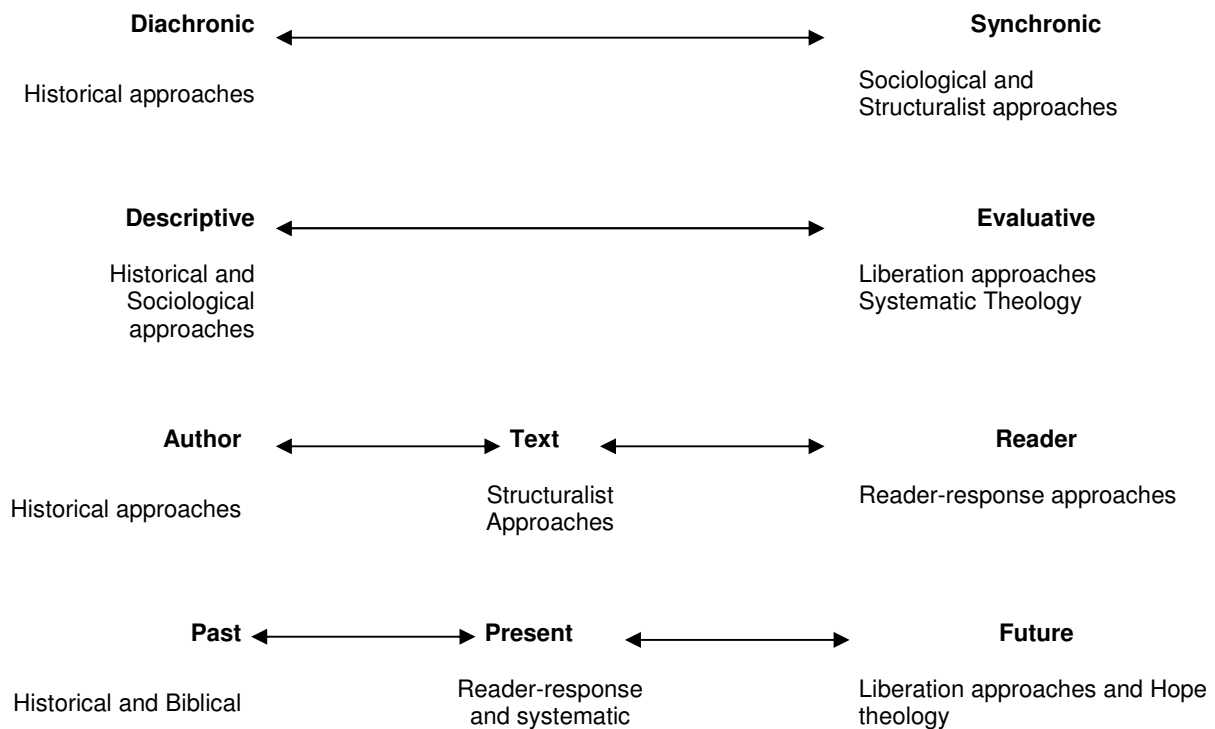 Diachronic Synchronic
Historical approaches
Sociological and
Structuralist approaches
Descriptive Evaluative
Historical and
Sociological
approaches
Liberation approaches
Systematic Theology
Author Text Reader
Historical approaches
Structuralist
Approaches
Reader-response approaches
Past Present Future
Historical and Biblical
Reader-response
and systematic
Liberation approaches and Hope
theology